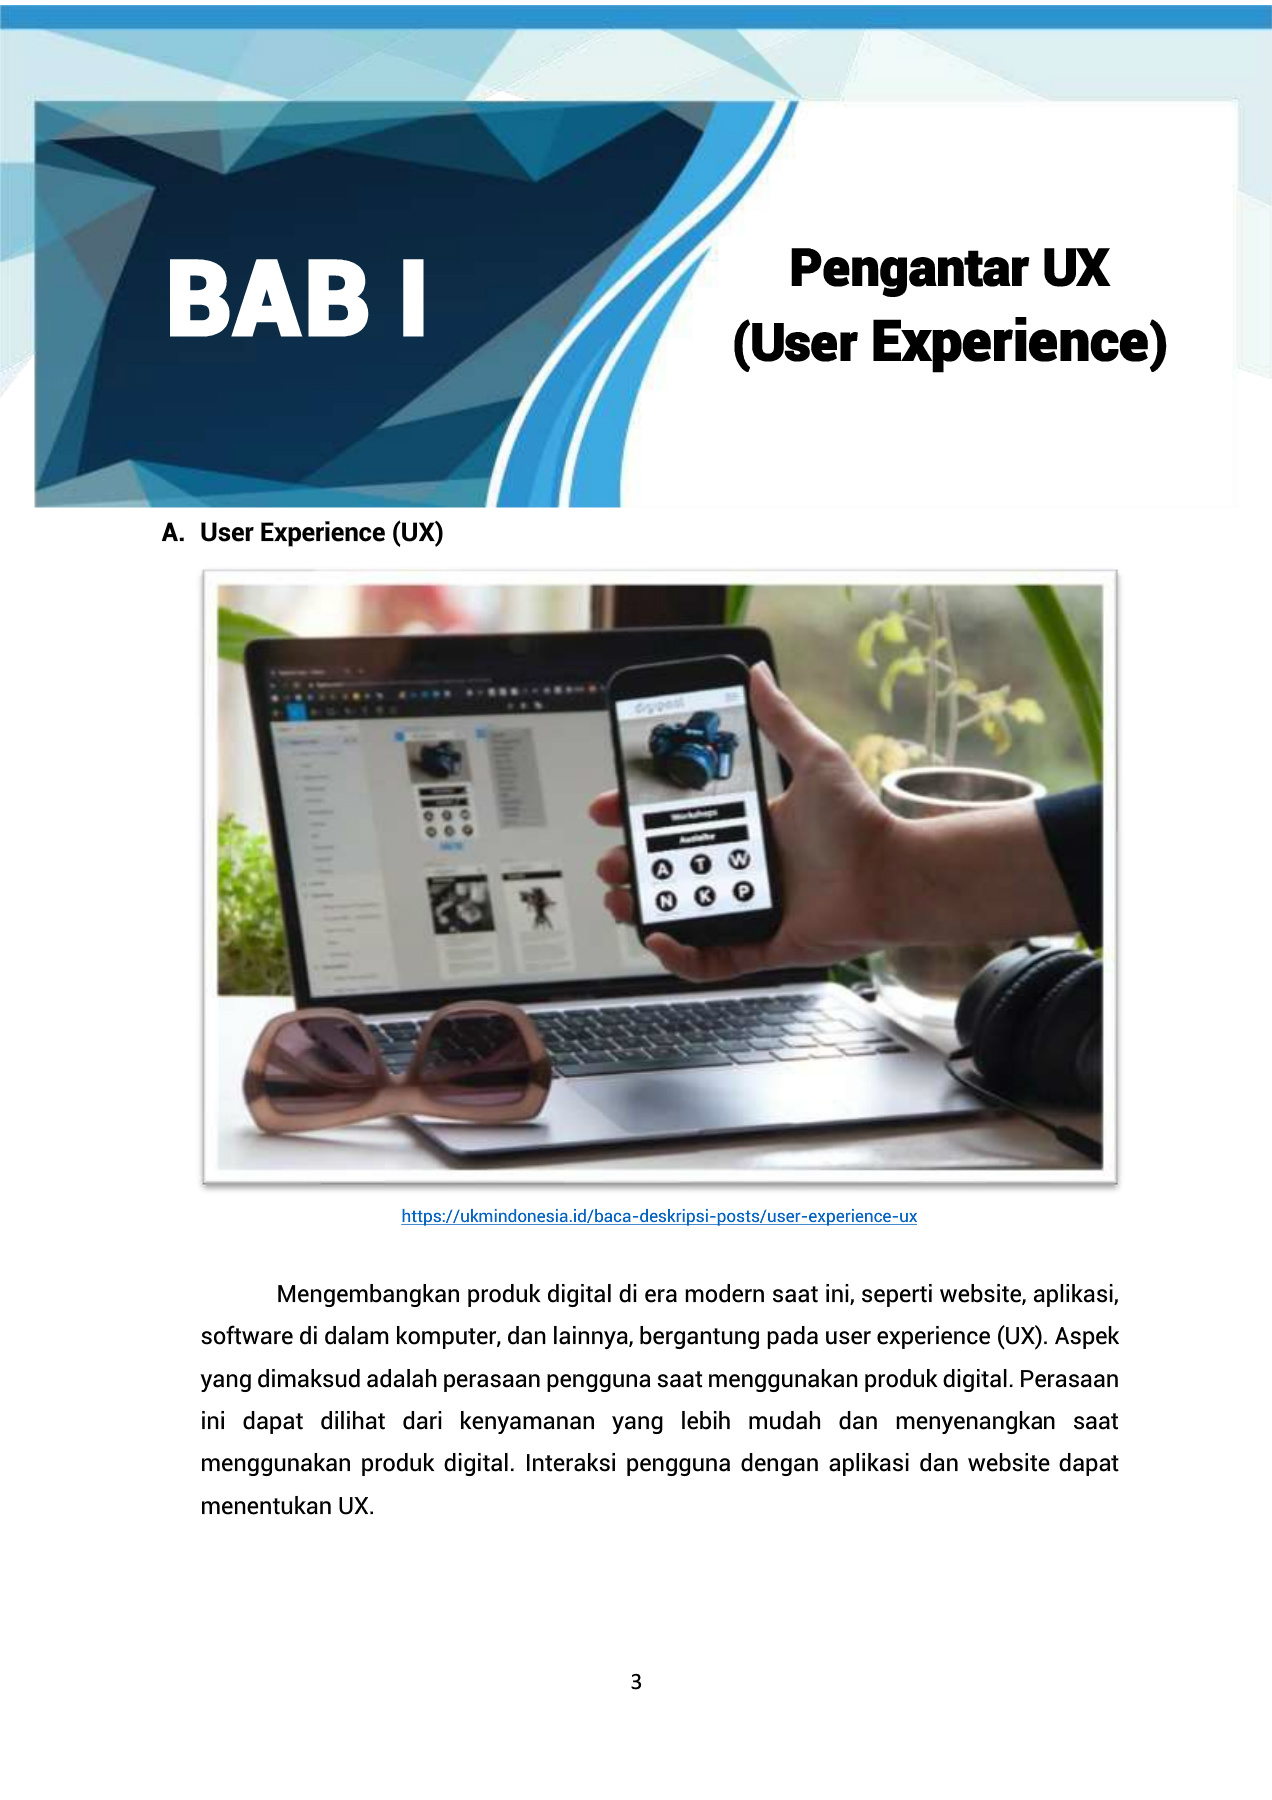 BAB I
Pengantar UX
(User Experience)
A. User Experience (UX)
digipost
Workshops
A T W
N K P
https://ukmindonesia.id/baca-deskripsi-posts/user-experience-ux
Mengembangkan produk digital di era modern saat ini, seperti website, aplikasi,
software di dalam komputer, dan lainnya, bergantung pada user experience (UX). Aspek
yang dimaksud adalah perasaan pengguna saat menggunakan produk digital. Perasaan
ini dapat dilihat dari kenyamanan yang lebih mudah dan menyenangkan saat
menggunakan produk digital. Interaksi pengguna dengan aplikasi dan website dapat
menentukan UX.
3